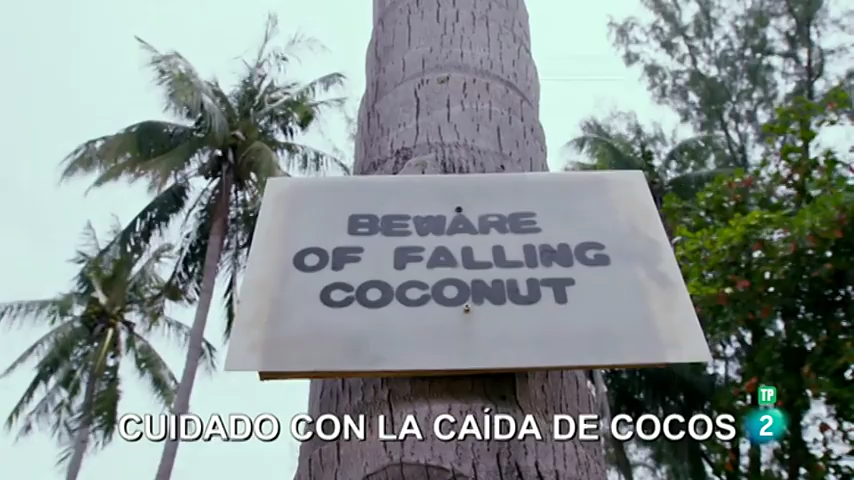 BEWARE
OF FALLING
COCONUT
CUIDADO CON LA CAÍDA DE COCOS
TP
2